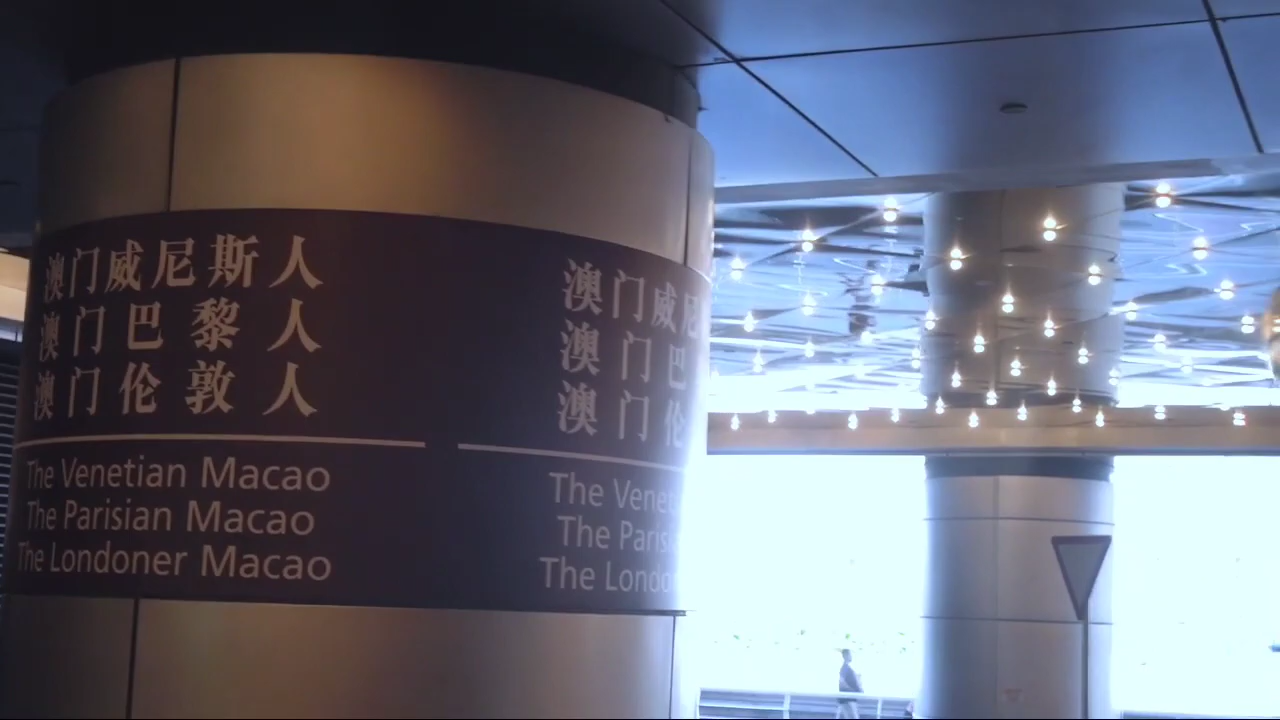 澳门威尼斯人
澳门巴黎人
澳门伦敦人
The Venetian Macao
The Parisian Macao
The Londoner Macao
澳门威尼
澳门巴
澳门伦
The Venet
The Paris
The Londo